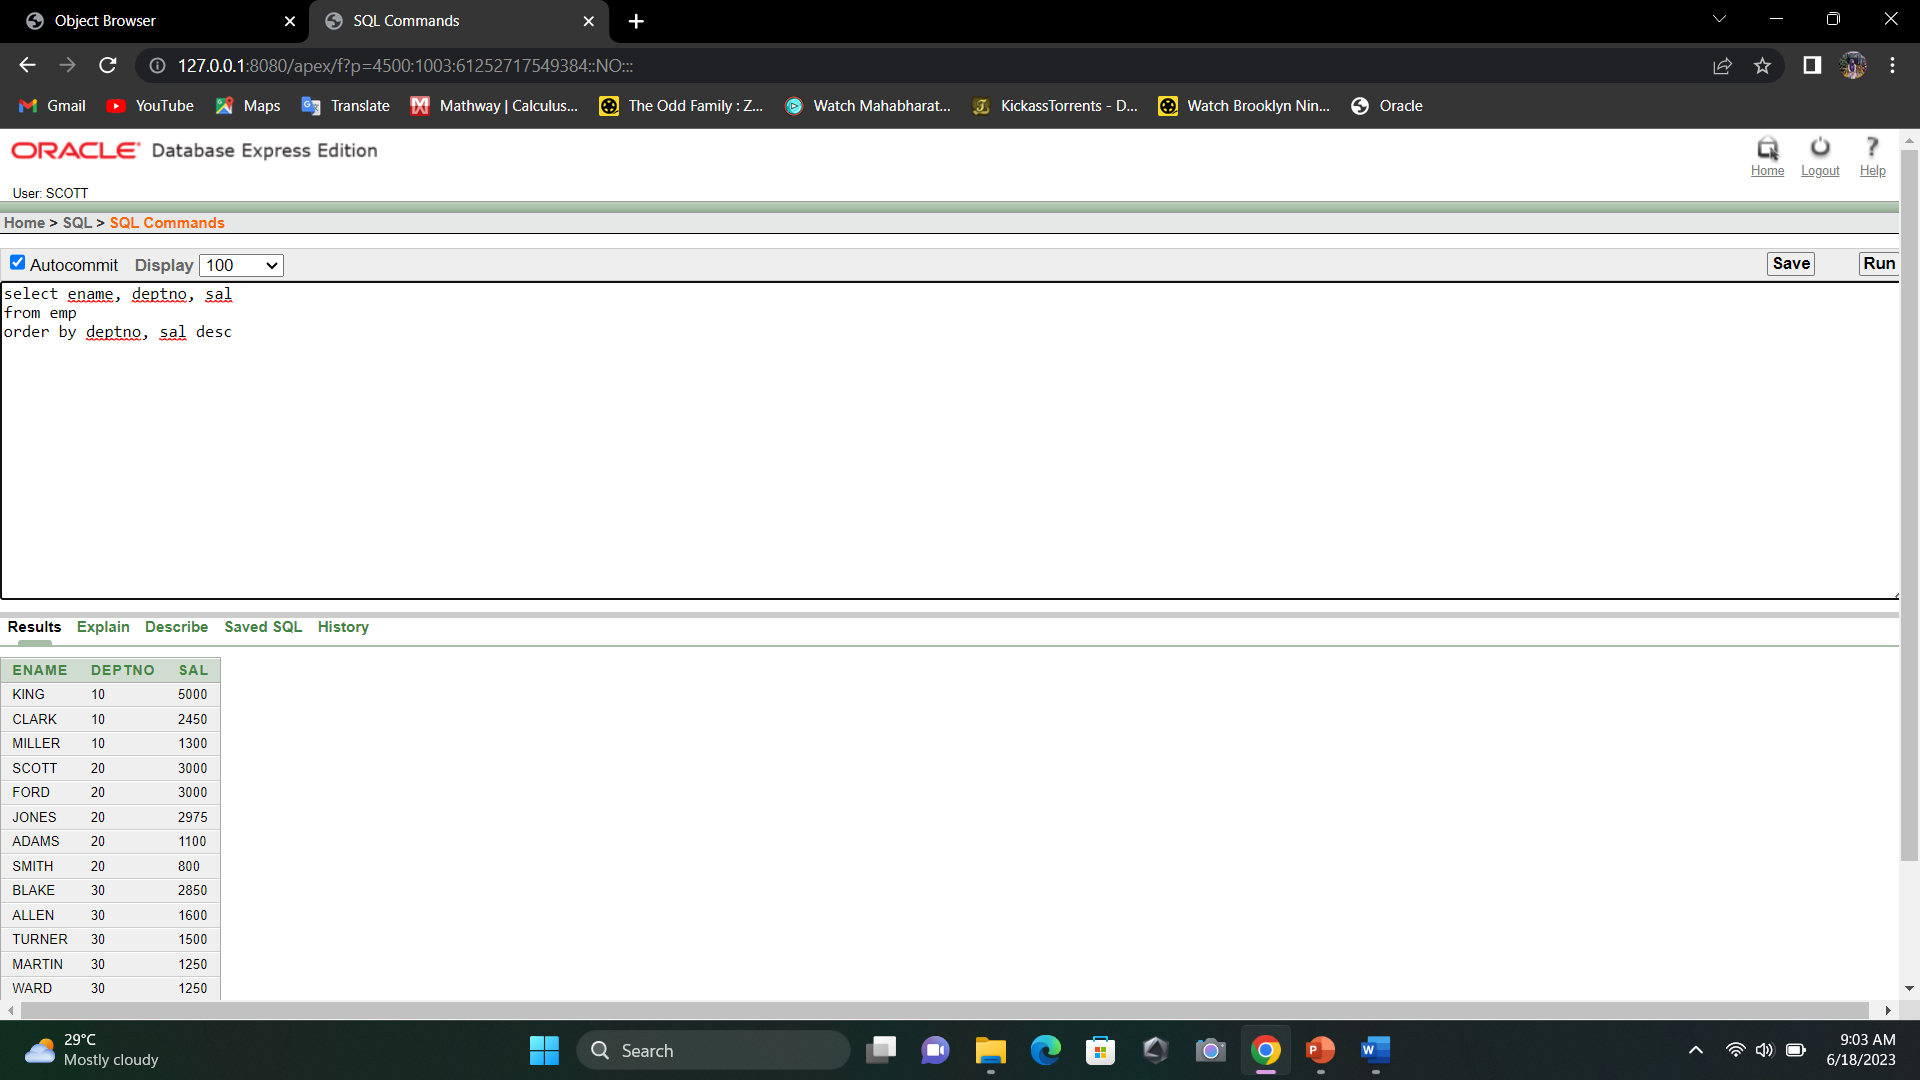 Object Browser
SQL Commands
127.0.0.1:8080/apex/f?p=4500:1003:61252717549384::NO:::
Gmail YouTube Maps Translate Mathway | Calculus... The Odd Family : Z... Watch Mahabharat... KickassTorrents - D... Watch Brooklyn Nin... Oracle
ORACLE Database Express Edition
Home Logout Help
User: SCOTT
Home > SQL > SQL Commands
Autocommit Display 100 Save Run
select ename, deptno, sal
from emp
order by deptno, sal desc
Results Explain Describe Saved SQL History
ENAME DEPTNO SAL
KING 10 5000
CLARK 10 2450
MILLER 10 1300
SCOTT 20 3000
FORD 20 3000
JONES 20 2975
ADAMS 20 1100
SMITH 20 800
BLAKE 30 2850
ALLEN 30 1600
TURNER 30 1500
MARTIN 30 1250
WARD 30 1250
29°C
Mostly cloudy
Search
9:03 AM
6/18/2023